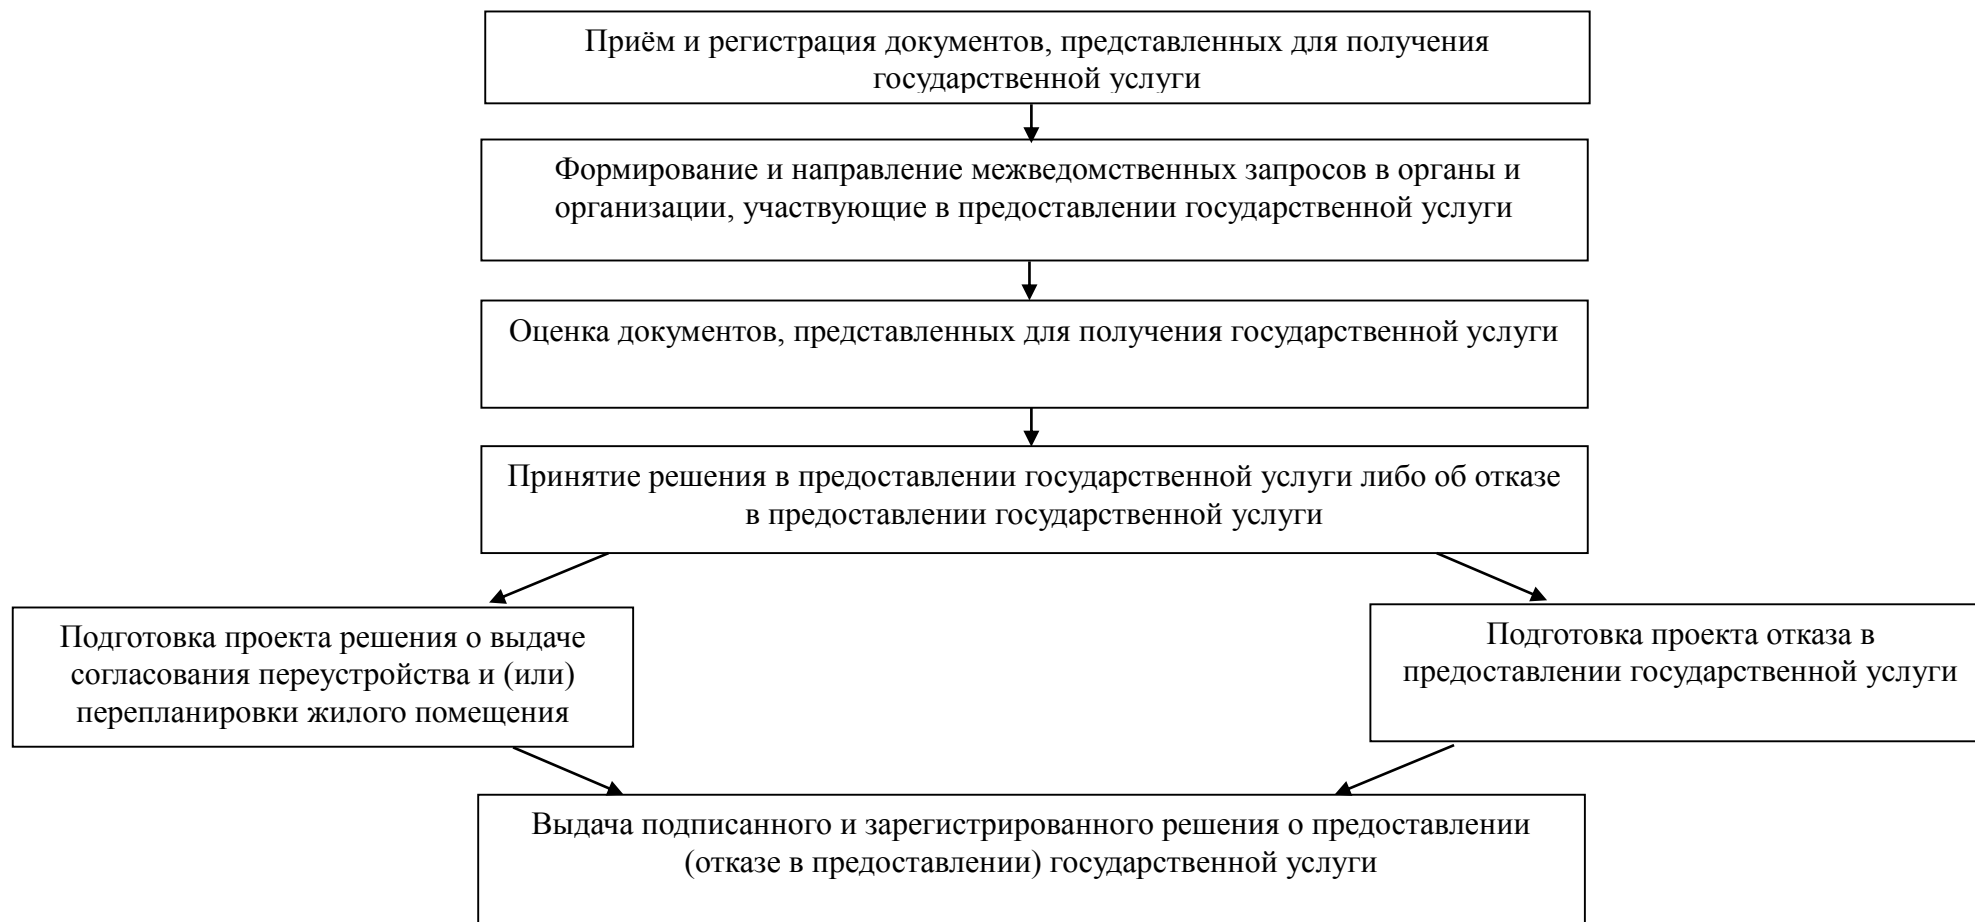 Приём и регистрация документов, представленных для получения
государственной услуги
Формирование и направление межведомственных запросов в органы и
организации, участвующие в предоставлении государственной услуги
Оценка документов, представленных для получения государственной услуги
Принятие решения в предоставлении государственной услуги либо об отказе
в предоставлении государственной услуги
Подготовка проекта решения о выдаче
согласования переустройства и (или)
перепланировки жилого помещения
Подготовка проекта отказа в
предоставлении государственной услуги
Выдача подписанного и зарегистрированного решения о предоставлении
(отказе в предоставлении) государственной услуги